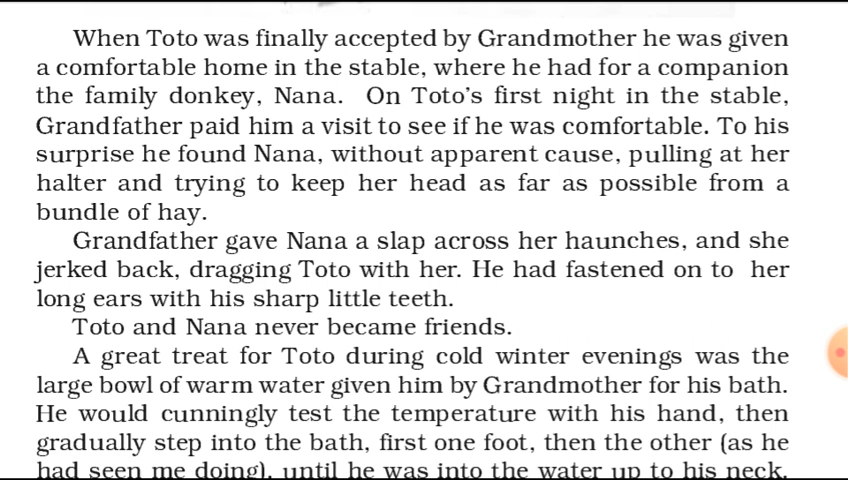 When Toto was finally accepted by Grandmother he was given
a comfortable home in the stable, where he had for a companion
the family donkey, Nana. On Toto's first night in the stable,
Grandfather paid him a visit to see if he was comfortable. To his
surprise he found Nana, without apparent cause, pulling at her
halter and trying to keep her head as far as possible from a
bundle of hay.
Grandfather gave Nana a slap across her haunches, and she
jerked back, dragging Toto with her. He had fastened on to her
long ears with his sharp little teeth.
Toto and Nana never became friends.
A great treat for Toto during cold winter evenings was the
large bowl of warm water given him by Grandmother for his bath.
He would cunningly test the temperature with his hand, then
gradually step into the bath, first one foot, then the other (as he
had seen me doing), until he was into the water up to his neck.